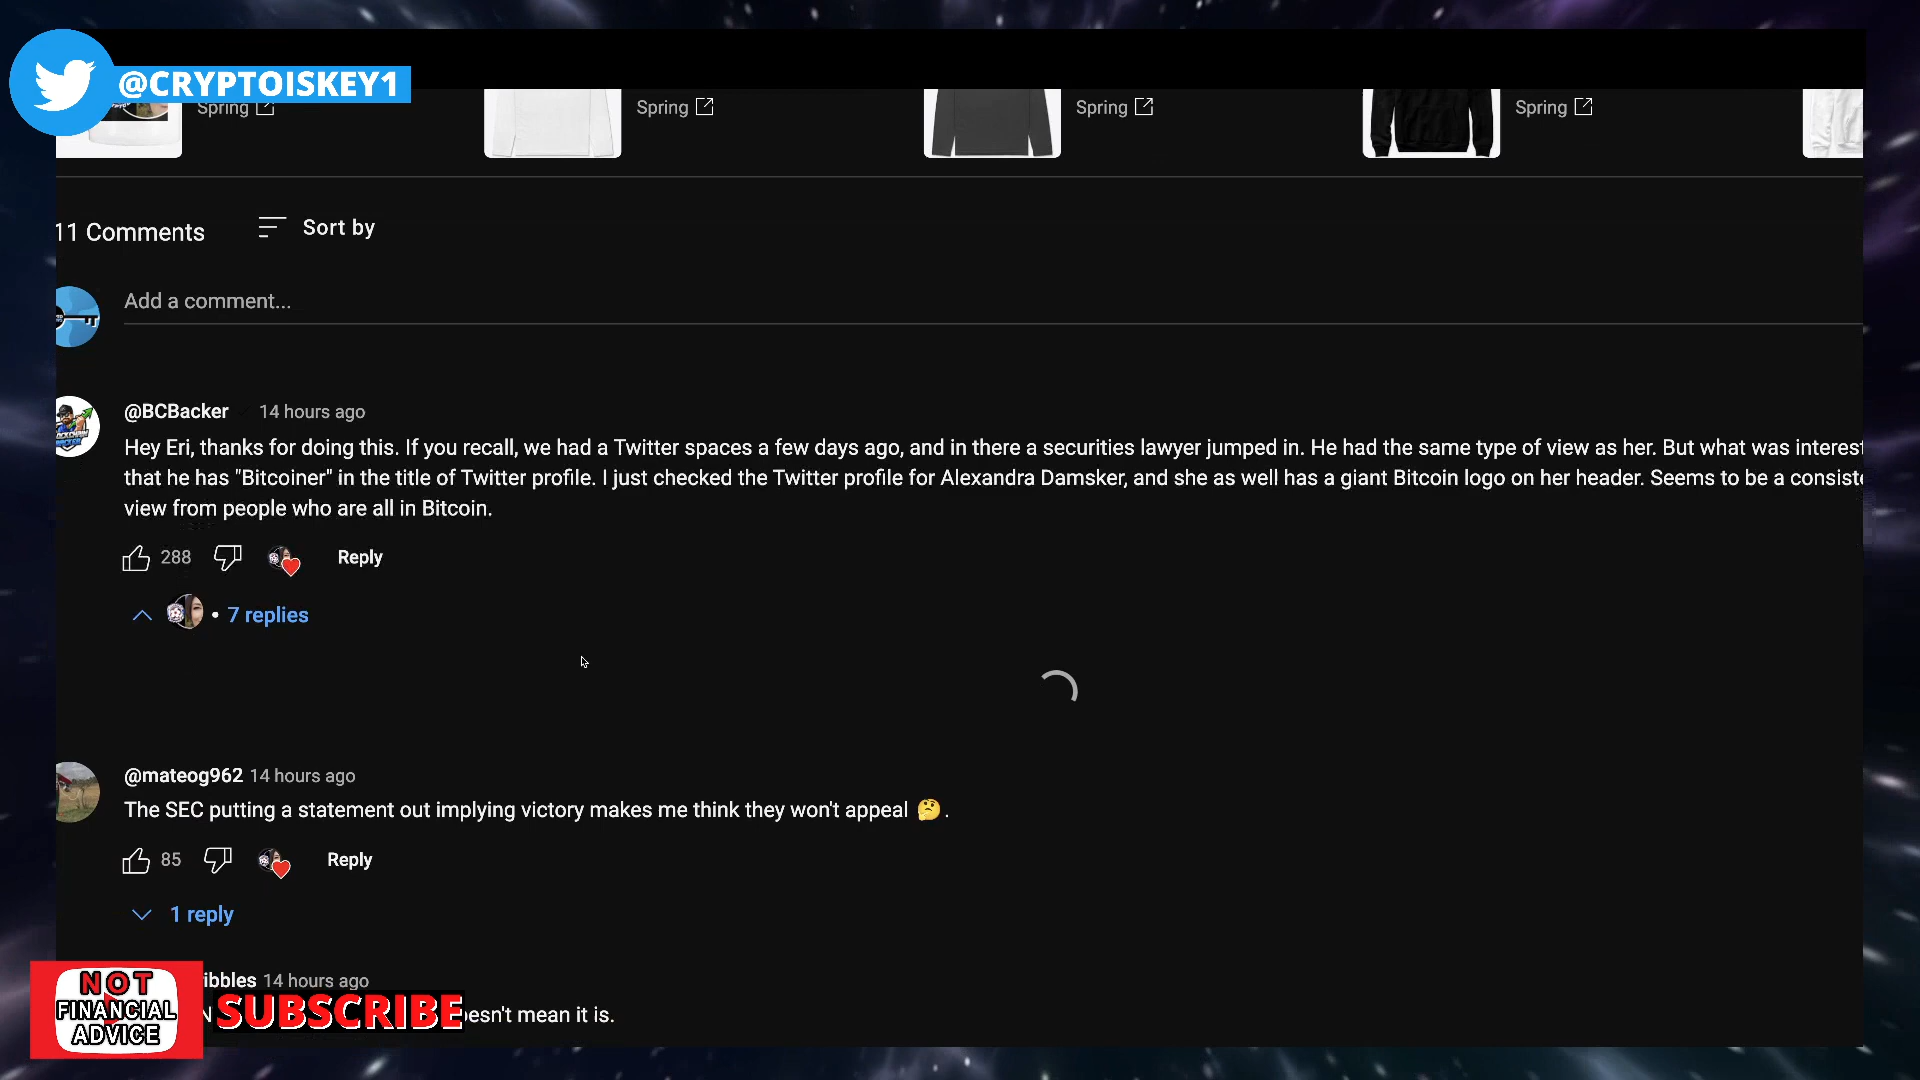 @CRYPTOISKEY1
Spring
Spring
Spring
Spring
11 Comments
Sort by
Add a comment...
@BCBacker 14 hours ago
Hey Eri, thanks for doing this. If you recall, we had a Twitter spaces a few days ago, and in there a securities lawyer jumped in. He had the same type of view as her. But what was interest
that he has "Bitcoiner" in the title of Twitter profile. I just checked the Twitter profile for Alexandra Damsker, and she as well has a giant Bitcoin logo on her header. Seems to be a consiste
view from people who are all in Bitcoin.
288 Reply
• 7 replies
@mateog962 14 hours ago
The SEC putting a statement out implying victory makes me think they won't appeal 🤔.
85 Reply
1 reply
ibbles 14 hours ago
N
esn't mean it is.
NOT
FINANCIAL
ADVICE
SUBSCRIBE